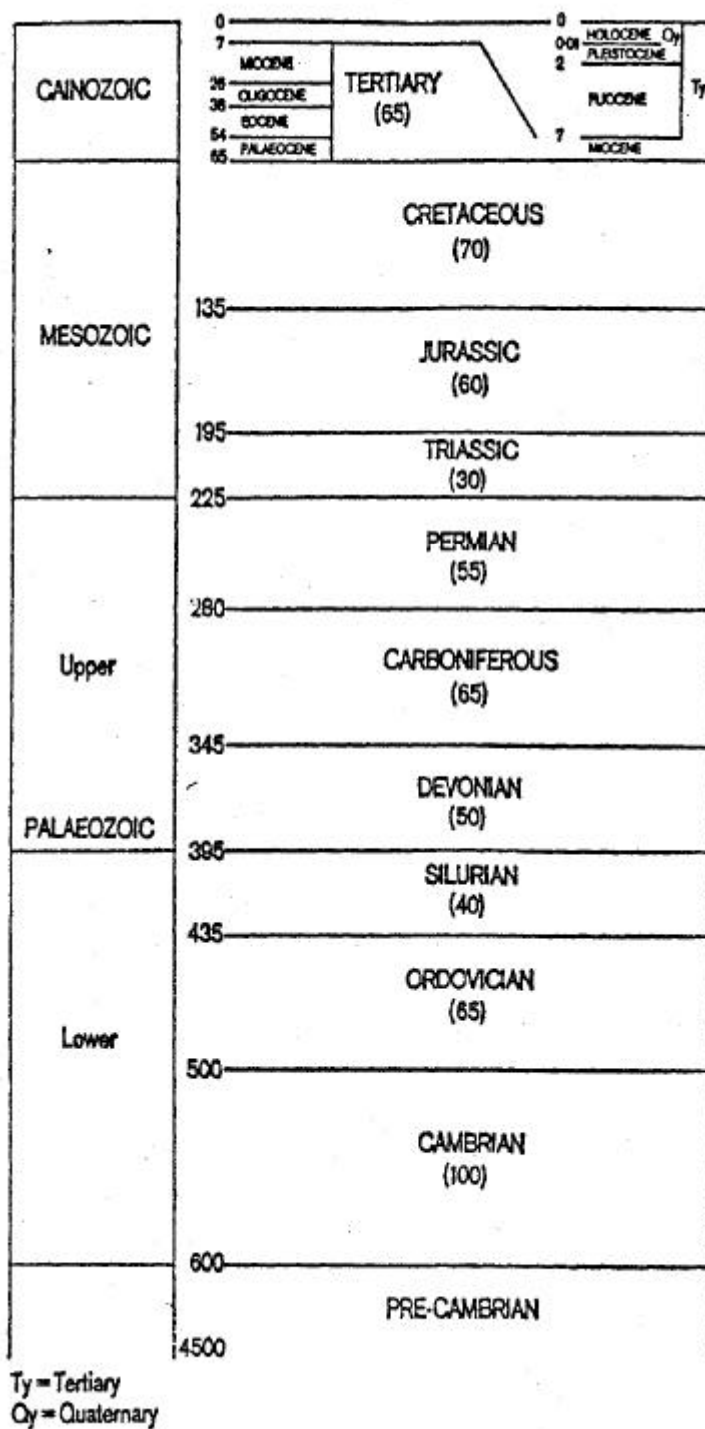 0
0
HOLOCENE Qy
7
0·01
PLEISTOCENE
MIOCENE
2
CAINOZOIC
26
TERTIARY
Ty
OLIGOCENE
(65)
PLIOCENE
38
EOCENE
54
7
PALAEOCENE
MIOCENE
65
CRETACEOUS
(70)
135
MESOZOIC
JURASSIC
(60)
195
TRIASSIC
(30)
225
PERMIAN
(55)
280
Upper
CARBONIFEROUS
(65)
345
DEVONIAN
(50)
PALAEOZOIC
395
SILURIAN
(40)
435
ORDOVICIAN
(65)
Lower
500
CAMBRIAN
(100)
600
PRE-CAMBRIAN
4500
Ty = Tertiary
Qy = Quaternary